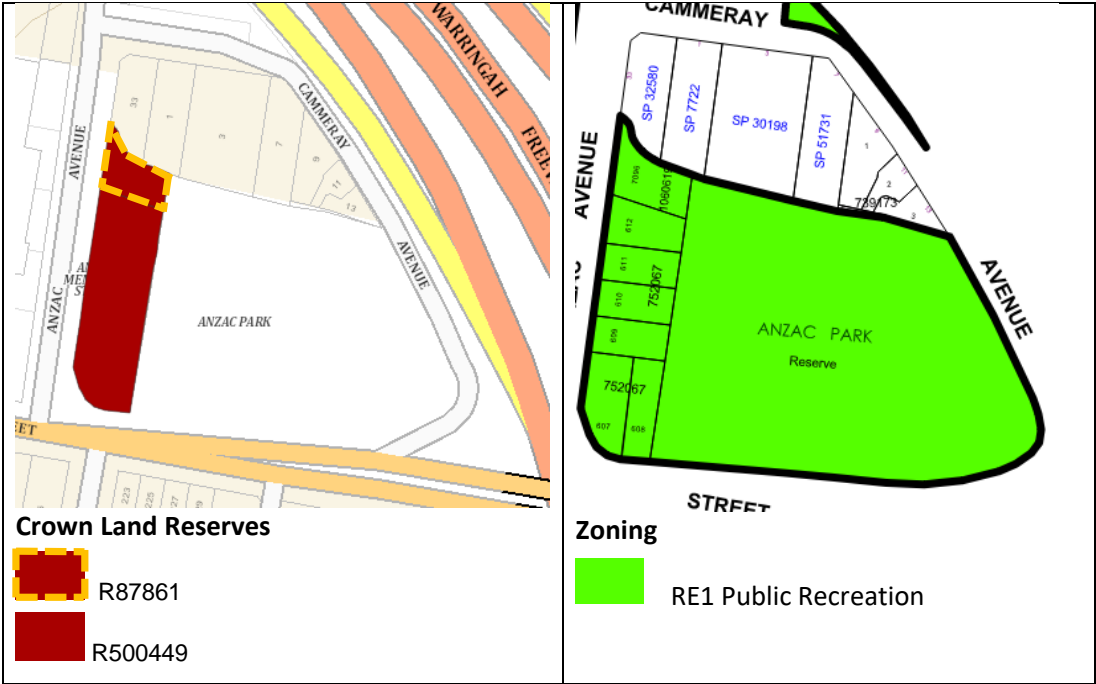 WARRINGAH
FREEW
CAMMERAY
AVENUE
AVENUE
ANZAC
33
1
3
7
9
11
13
ANZAC PARK
EET
223
225
Crown Land Reserves
R87861
R500449
CAMMERAY
AVENUE
AVENUE
STREET
SP 32580
SP 7722
SP 30198
SP 51731
1
2
3
739173
7096
1060619
612
611
610
609
752067
752067
607
608
ANZAC PARK
Reserve
Zoning
RE1 Public Recreation